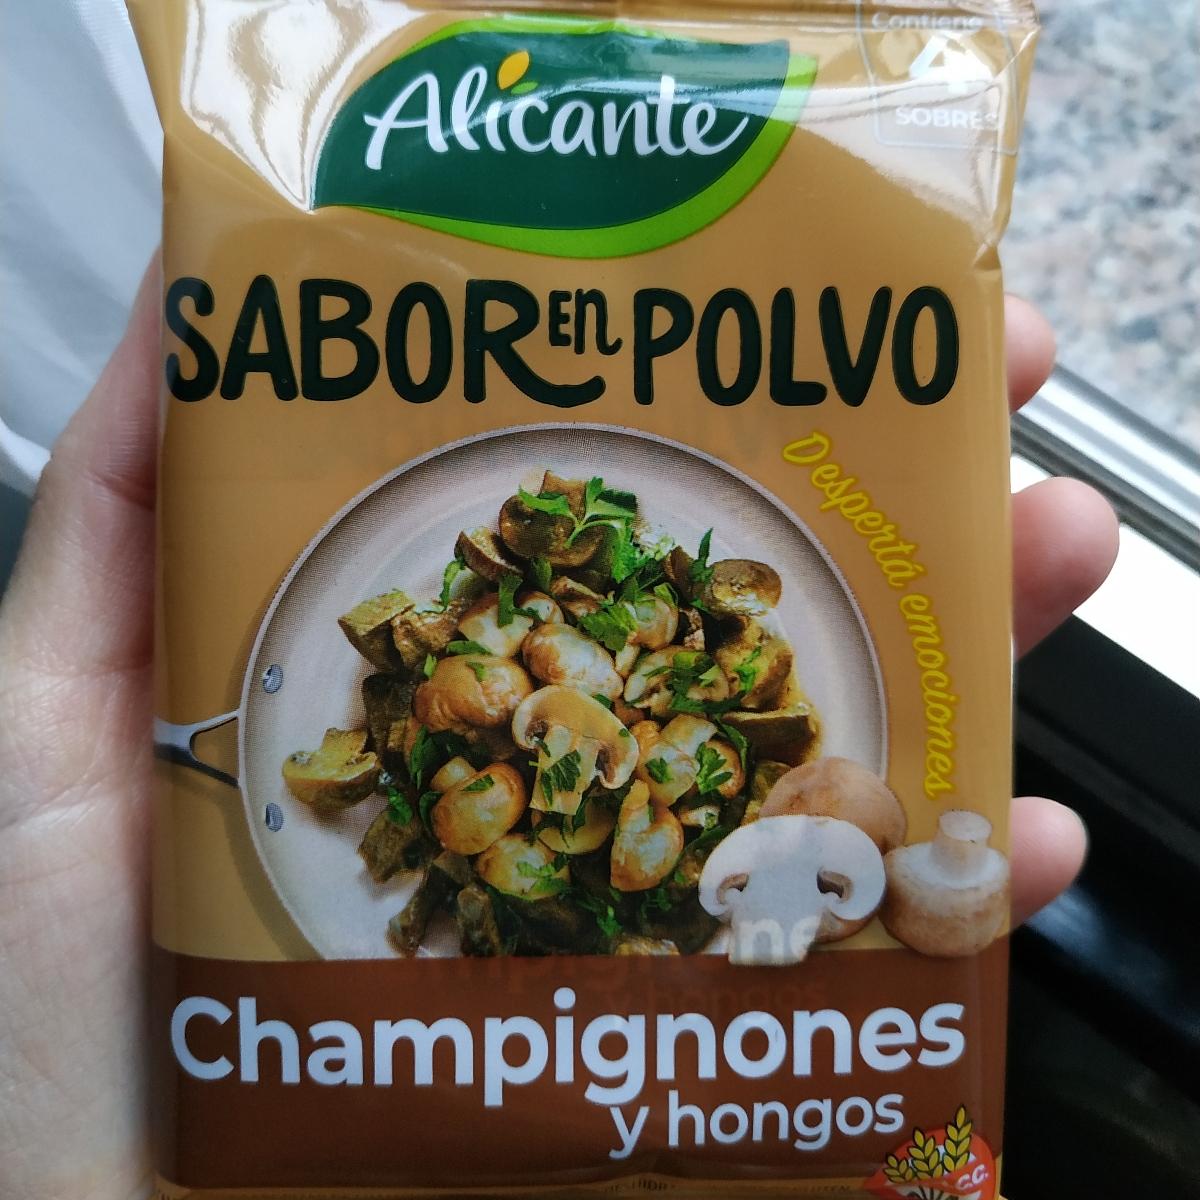 Contiene
4
SOBRES
Alicante
SABOR EN POLVO
Despertá emociones
Champignones
y hongos
C.C.